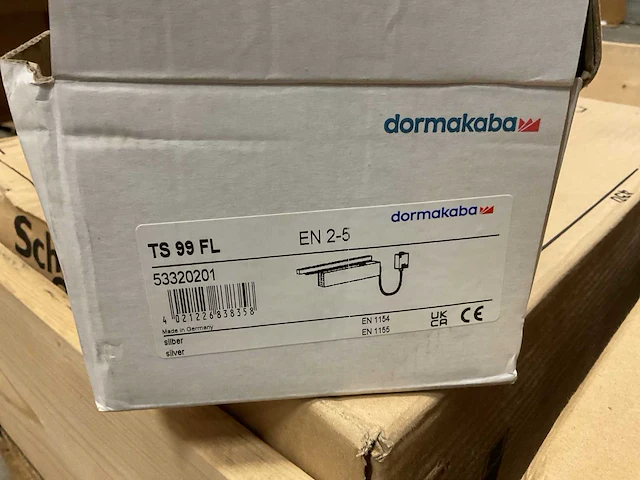 dormakaba
dormakaba
TS 99 FL
EN 2-5
53320201
4 021226 838358
Made in Germany
EN 1154
EN 1155
UK
CA
CE
silber
silver
Sch